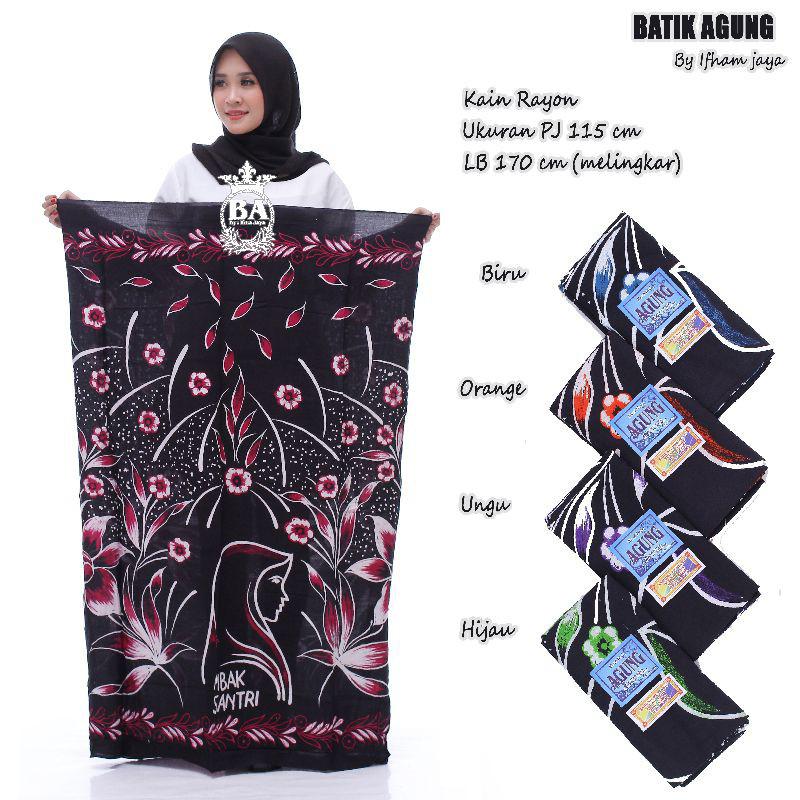 BATIK AGUNG
By Ifham jaya
Kain Rayon
Ukuran PJ 115 cm
LB 170 cm (melingkar)
BA
Biru
AGUNG
Orange
AGUNG
Ungu
AGUNG
Hijau
AGUNG
MBAK
SANTRI